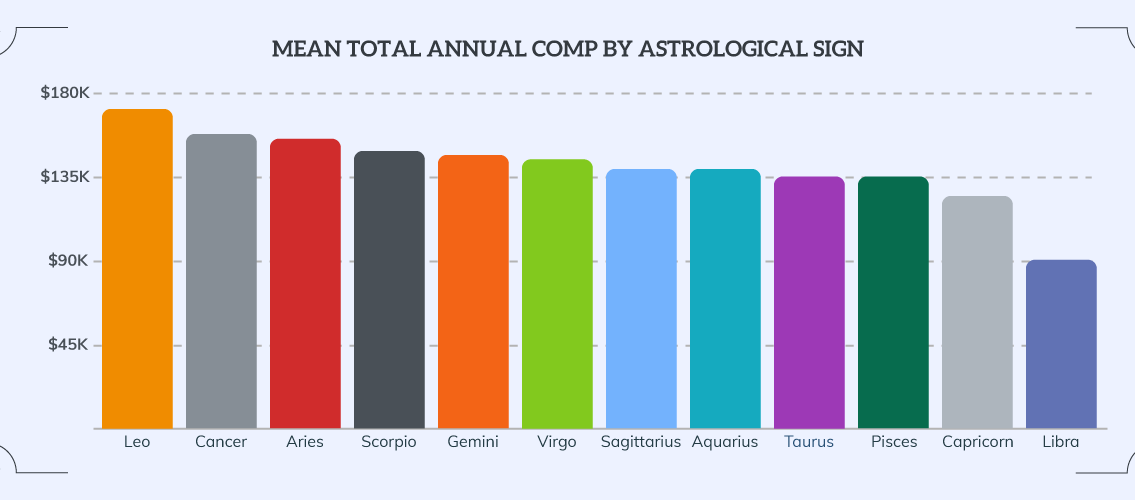 MEAN TOTAL ANNUAL COMP BY ASTROLOGICAL SIGN
$180K
$135K
$90K
$45K
Leo Cancer Aries Scorpio Gemini Virgo Sagittarius Aquarius Taurus Pisces Capricorn Libra